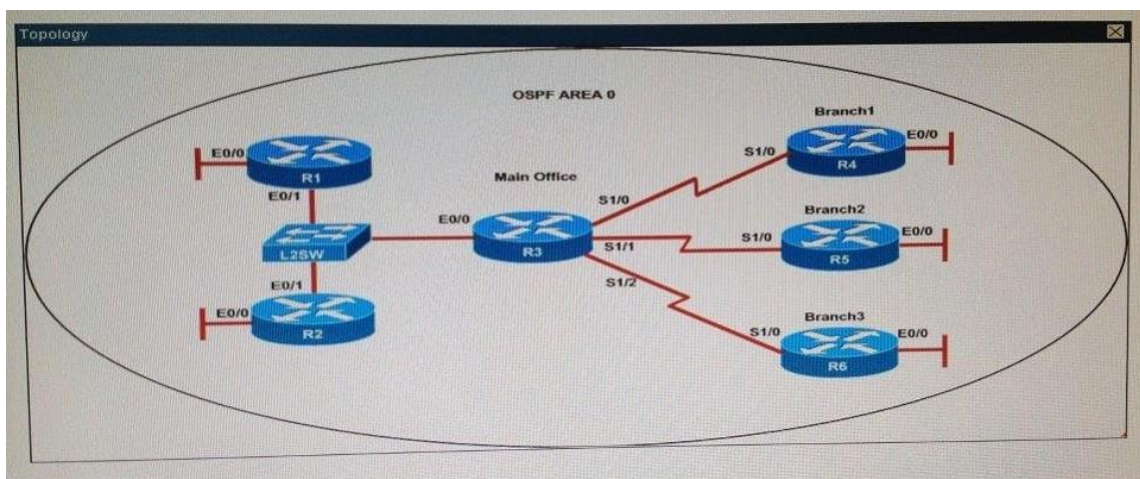 Topology
OSPF AREA 0
Branch1
E0/0
S1/0
R4
E0/0
R1
E0/1
Main Office
S1/0
Branch2
E0/0
E0/0
S1/0
R5
L2SW
R3
S1/1
E0/1
S1/2
E0/0
R2
Branch3
S1/0
E0/0
R6